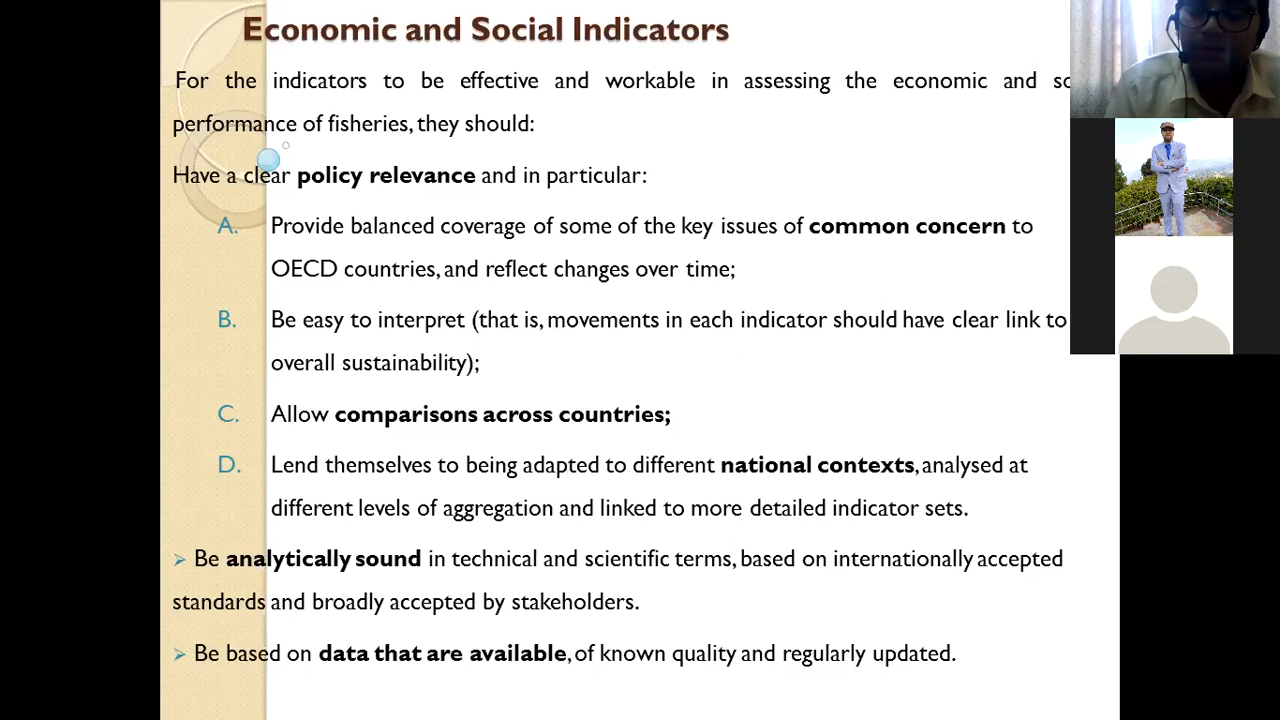 Economic and Social Indicators
For the indicators to be effective and workable in assessing the economic and
performance of fisheries, they should:
Have a clear policy relevance and in particular:
A. Provide balanced coverage of some of the key issues of common concern to
OECD countries, and reflect changes over time;
B. Be easy to interpret (that is, movements in each indicator should have clear link to
overall sustainability);
C. Allow comparisons across countries;
D. Lend themselves to being adapted to different national contexts, analysed at
different levels of aggregation and linked to more detailed indicator sets.
➢ Be analytically sound in technical and scientific terms, based on internationally accepted
standards and broadly accepted by stakeholders.
➢ Be based on data that are available, of known quality and regularly updated.